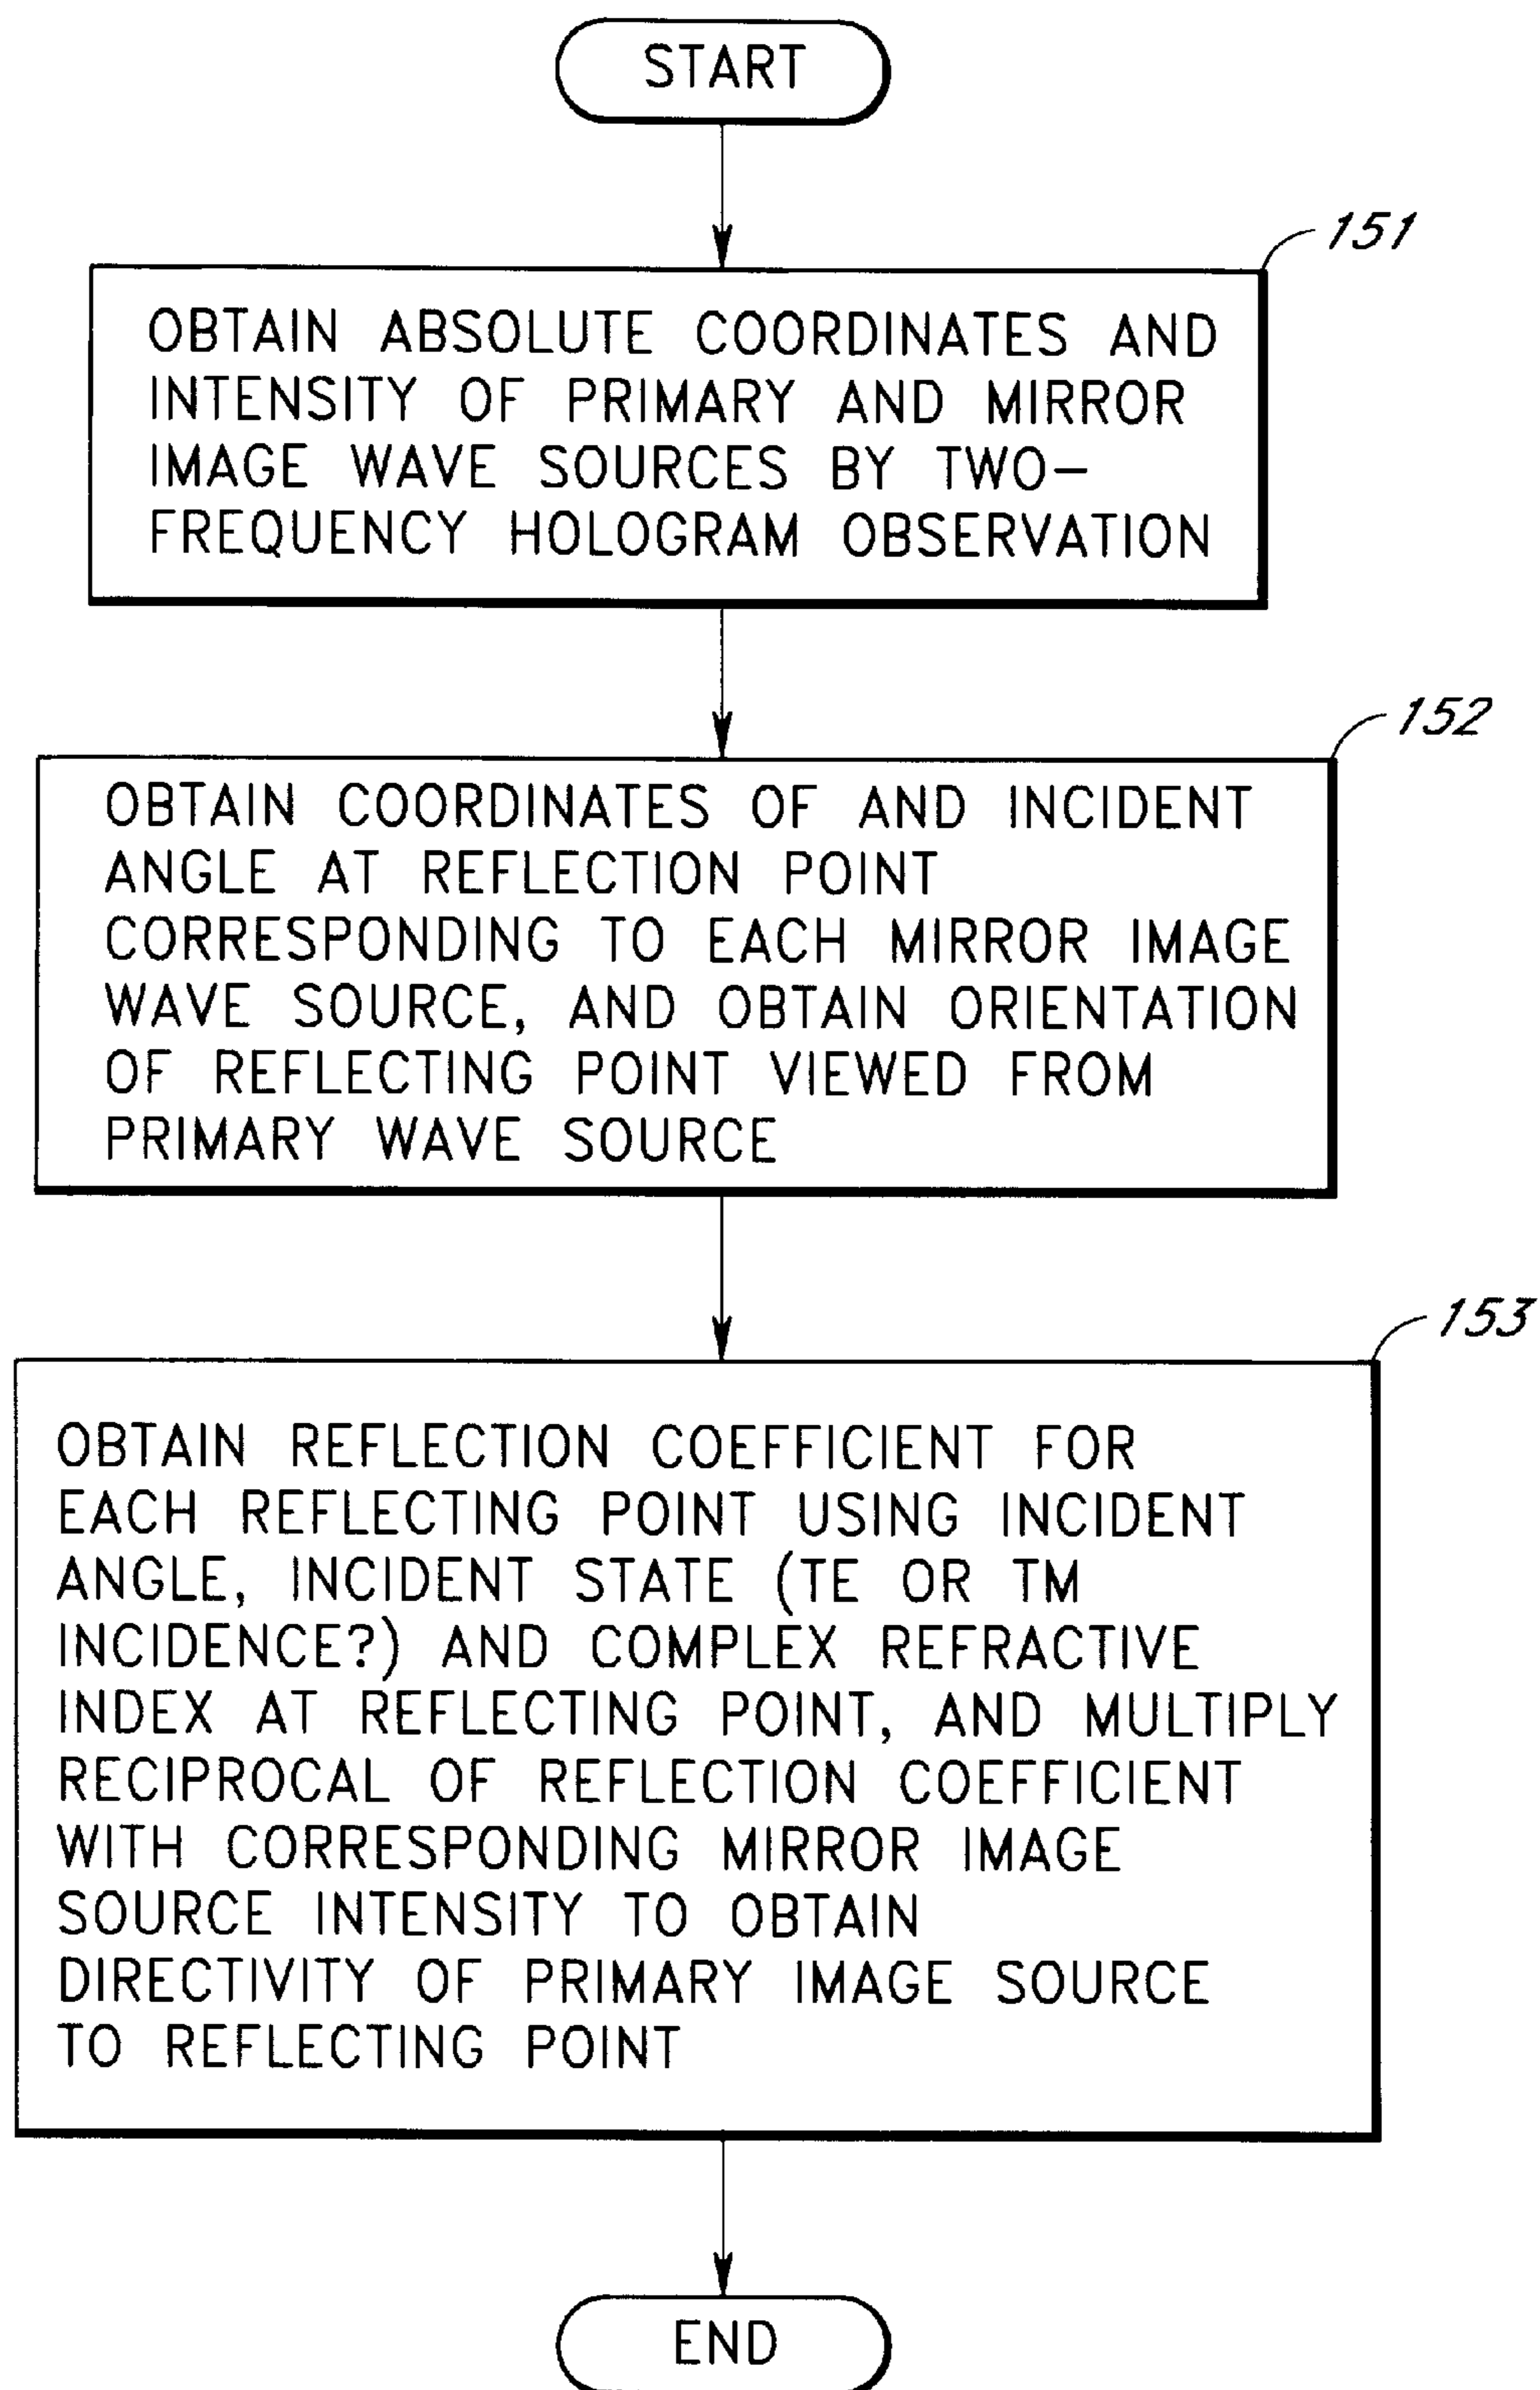 START
151
OBTAIN ABSOLUTE COORDINATES AND
INTENSITY OF PRIMARY AND MIRROR
IMAGE WAVE SOURCES BY TWO-
FREQUENCY HOLOGRAM OBSERVATION
152
OBTAIN COORDINATES OF AND INCIDENT
ANGLE AT REFLECTION POINT
CORRESPONDING TO EACH MIRROR IMAGE
WAVE SOURCE, AND OBTAIN ORIENTATION
OF REFLECTING POINT VIEWED FROM
PRIMARY WAVE SOURCE
153
OBTAIN REFLECTION COEFFICIENT FOR
EACH REFLECTING POINT USING INCIDENT
ANGLE, INCIDENT STATE (TE OR TM
INCIDENCE?) AND COMPLEX REFRACTIVE
INDEX AT REFLECTING POINT, AND MULTIPLY
RECIPROCAL OF REFLECTION COEFFICIENT
WITH CORRESPONDING MIRROR IMAGE
SOURCE INTENSITY TO OBTAIN
DIRECTIVITY OF PRIMARY IMAGE SOURCE
TO REFLECTING POINT
END